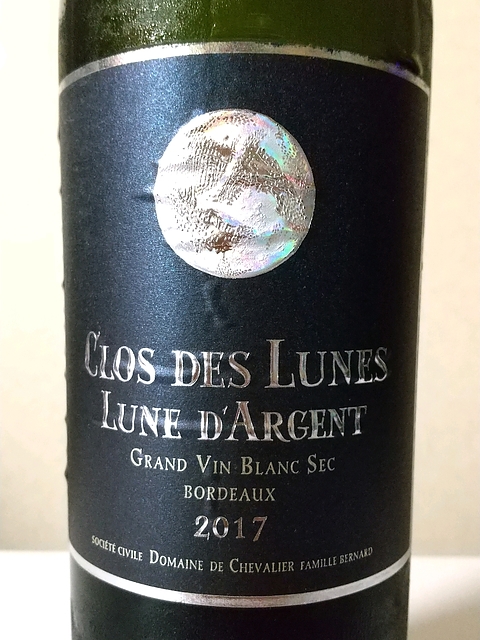 CLOS DES LUNES
LUNE D'ARGENT
GRAND VIN BLANC SEC
BORDEAUX
2017
SOCIÉTÉ CIVILE DOMAINE DE CHEVALIER FAMILLE BERNARD